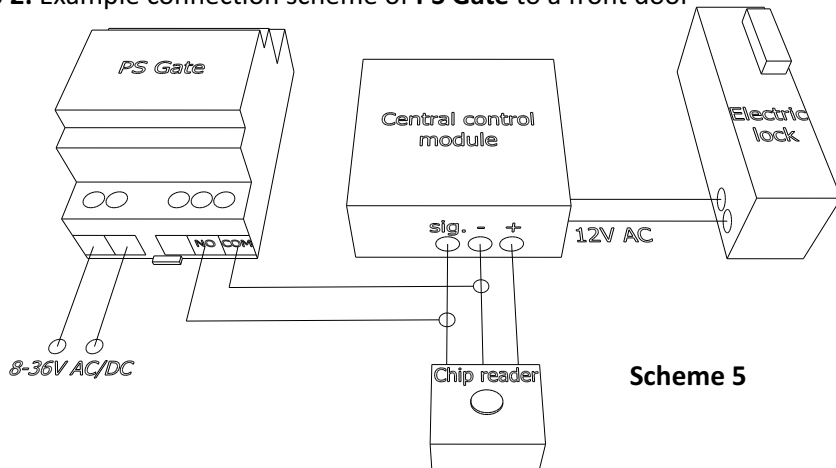 2. Example connection scheme of PS Gate to a front door
PS Gate
Central control
module
Electric
lock
sig. - +
NO COM
12V AC
8-36V AC/DC
Chip reader
Scheme 5